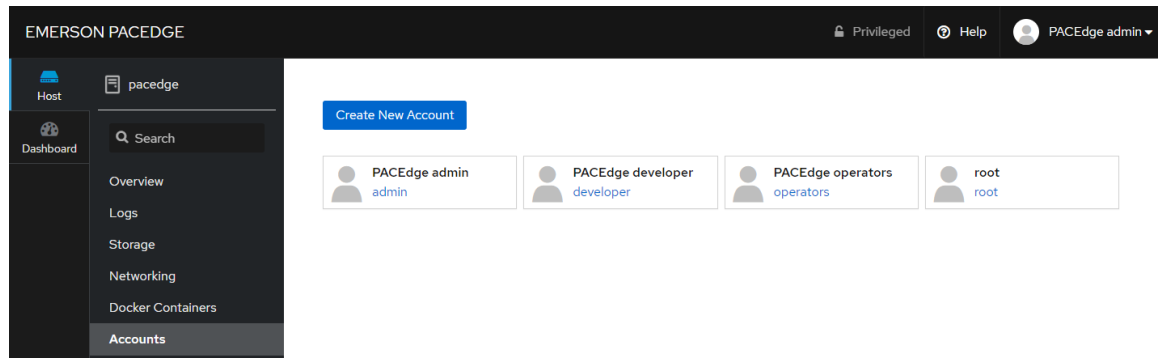 EMERSON PACEDGE
Privileged
Help
PACEdge admin
Host
Dashboard
pacedge
Search
Overview
Logs
Storage
Networking
Docker Containers
Accounts
Create New Account
PACEdge admin
admin
PACEdge developer
developer
PACEdge operators
operators
root
root